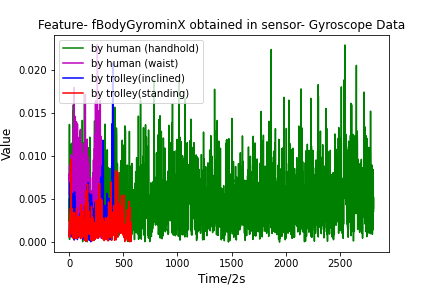 Feature- fBodyGyrominX obtained in sensor- Gyroscope Data
by human (handhold)
by human (waist)
by trolley(inclined)
by trolley(standing)
Value
0.020
0.015
0.010
0.005
0.000
0 500 1000 1500 2000 2500
Time/2s